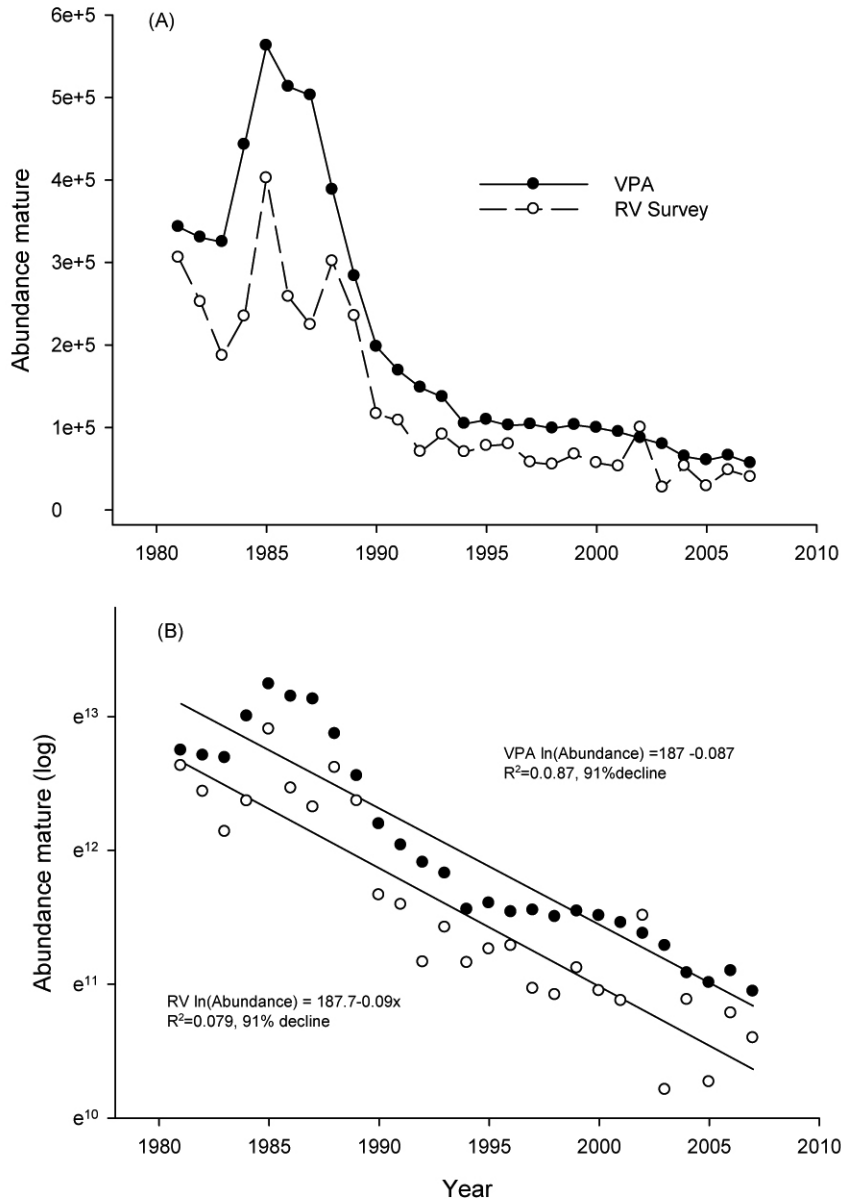 (A)
6e+5
5e+5
4e+5
3e+5
2e+5
1e+5
0
Abundance mature
VPA
RV Survey
1980 1985 1990 1995 2000 2005 2010
(B)
e13
e12
e11
e10
Abundance mature (log)
VPA ln(Abundance) =187 -0.087
R²=0.0.87, 91%decline
RV ln(Abundance) = 187.7-0.09x
R²=0.079, 91% decline
1980 1985 1990 1995 2000 2005 2010
Year